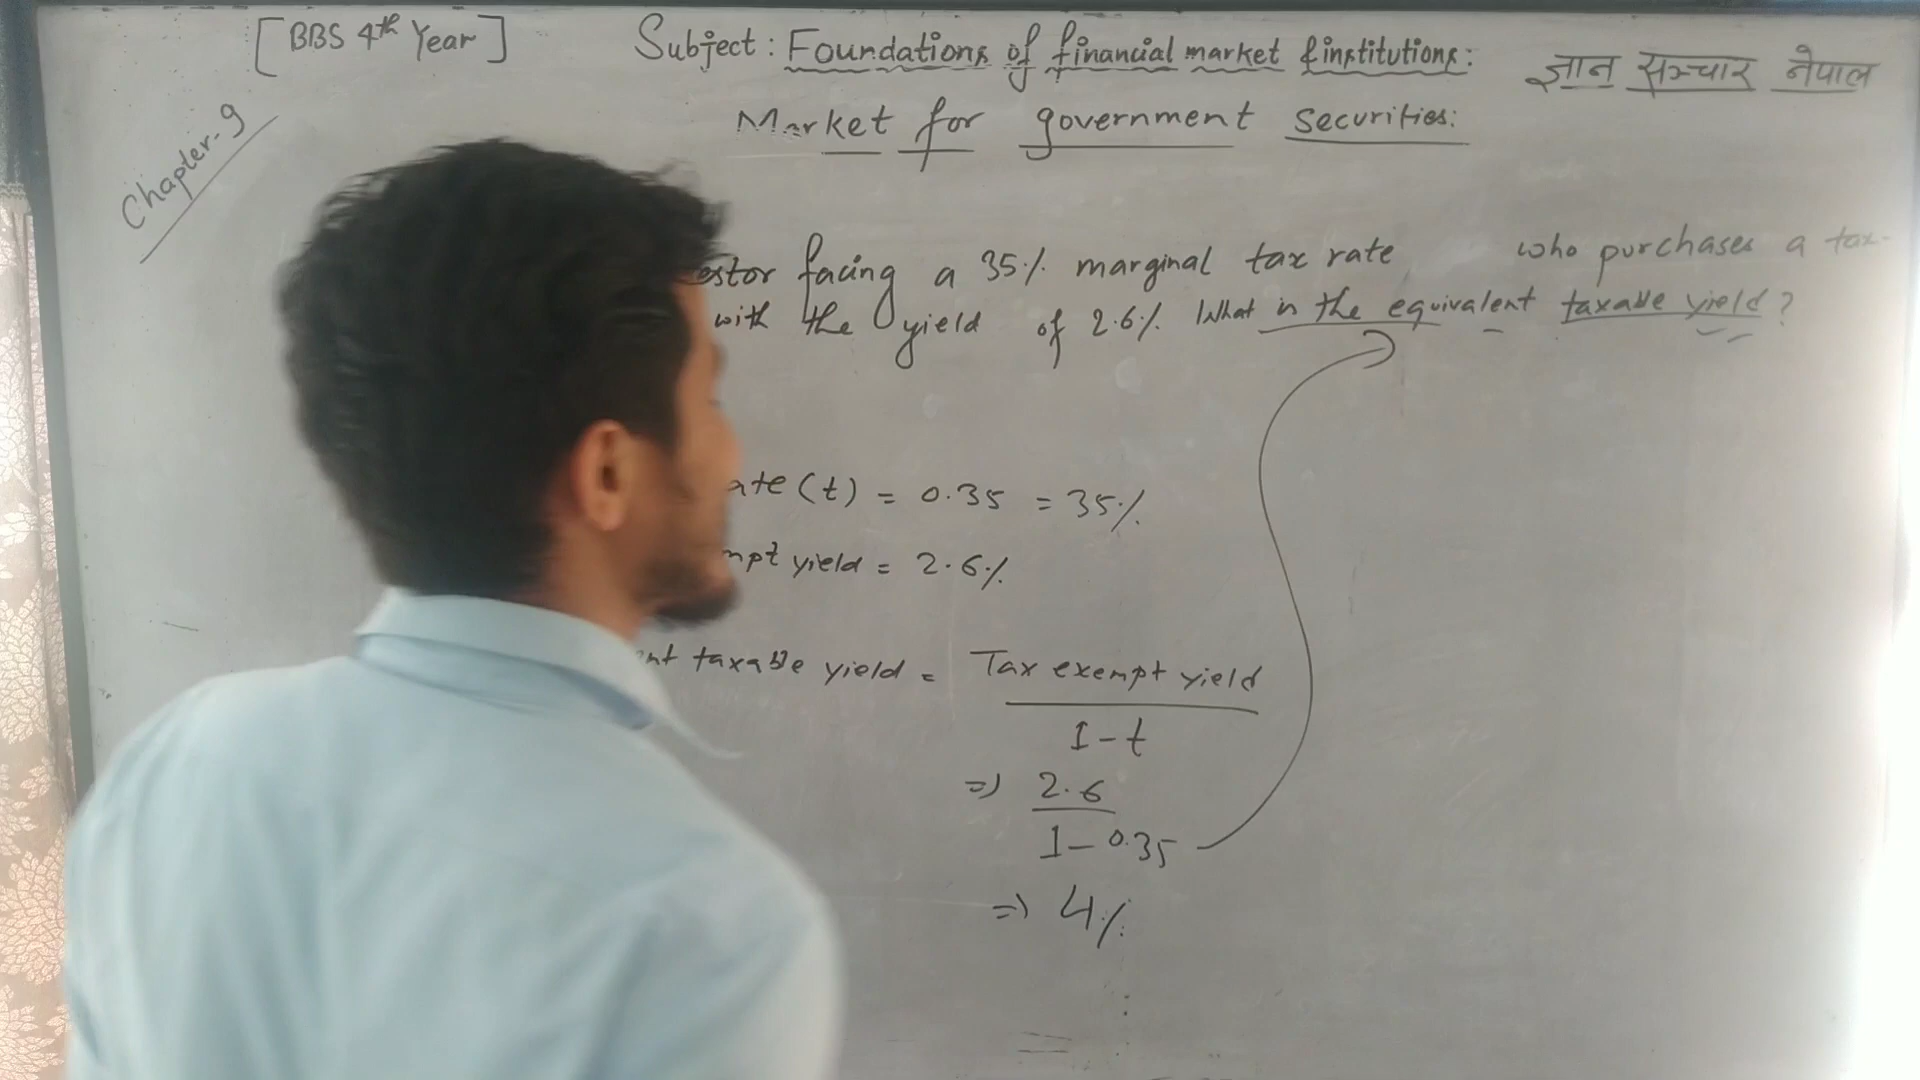 [BBS 4th Year]
Subject: Foundations of financial market & institutions:
ज्ञान सञ्चार नेपाल
Market for government securities:
Chapter-9
estor facing a 35% marginal tax rate who purchases a tax-
with the yield of 2.6%. What is the equivalent taxable yield?
ate (t) = 0.35 = 35%
mpt yield = 2.6%
ent taxable yield = Tax exempt yield
1-t
=) 2.6
1-0.35
=) 4%